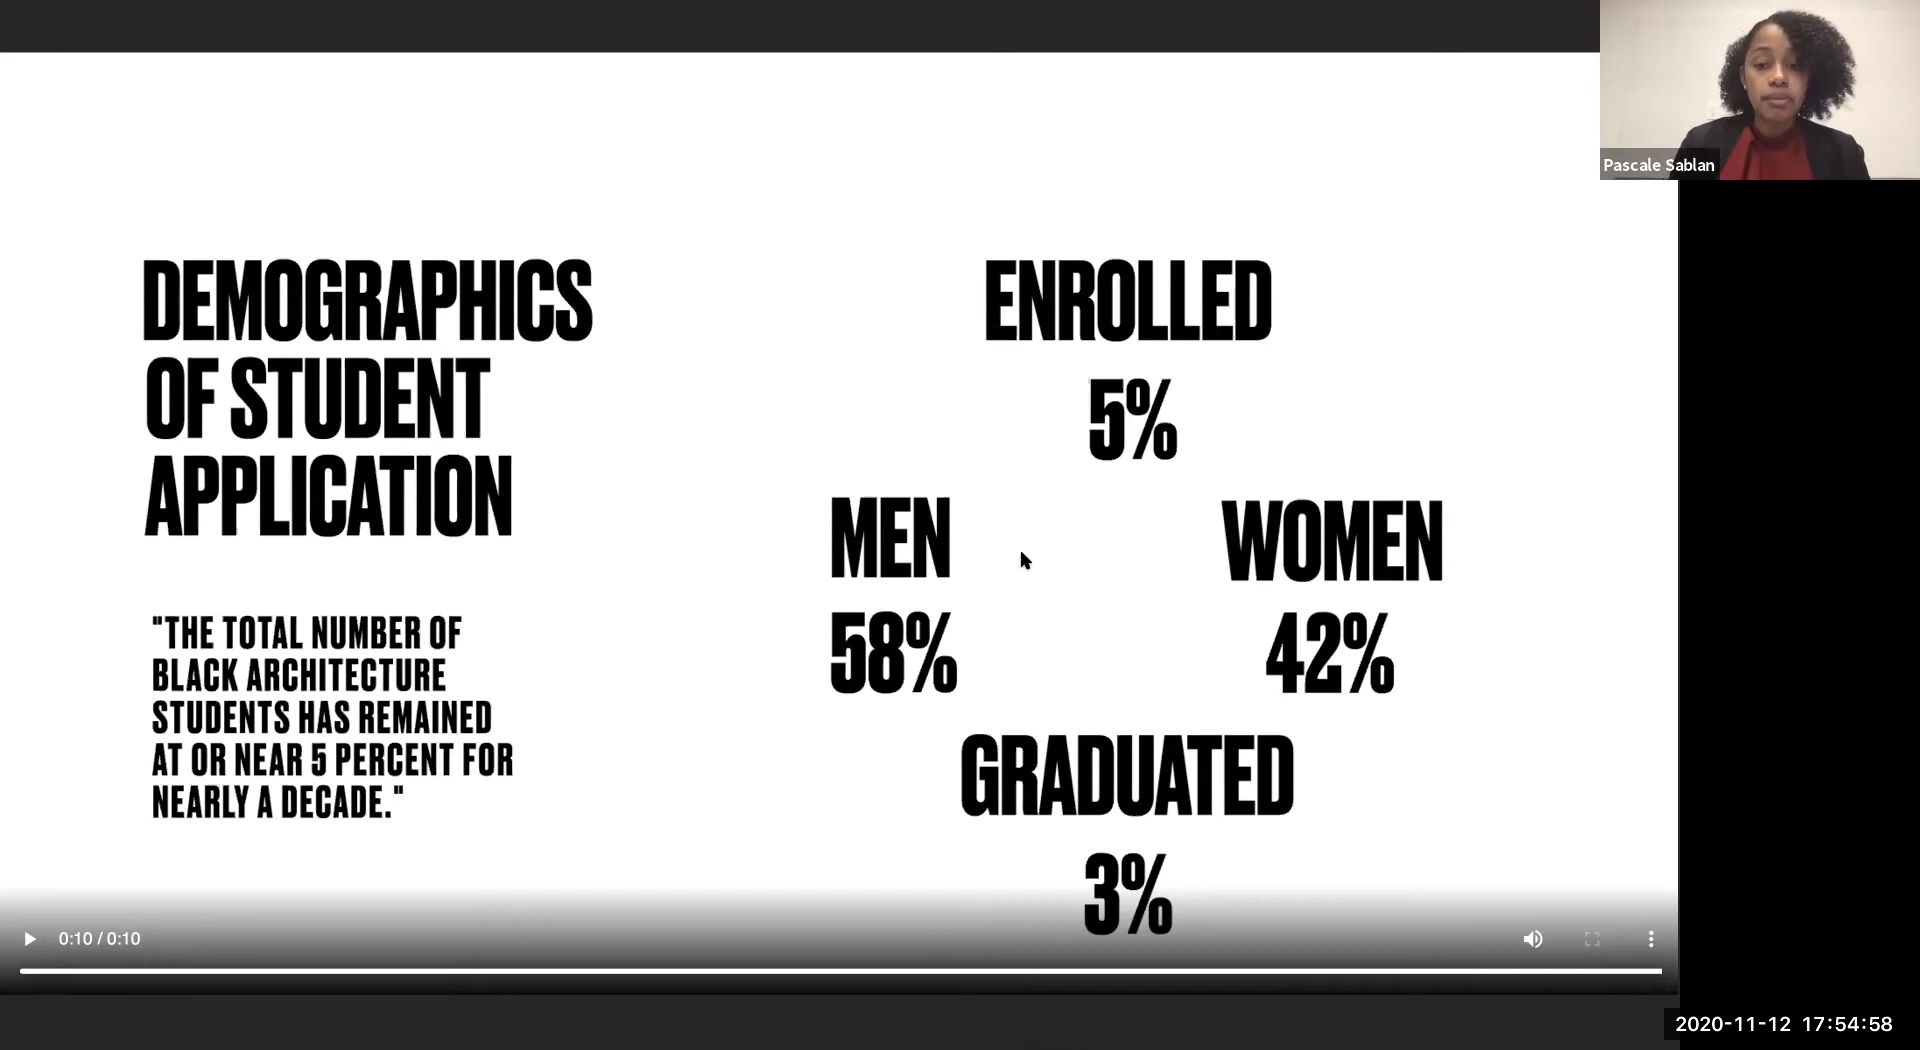 Pascale Sablan
DEMOGRAPHICS
OF STUDENT
APPLICATION
"THE TOTAL NUMBER OF
BLACK ARCHITECTURE
STUDENTS HAS REMAINED
AT OR NEAR 5 PERCENT FOR
NEARLY A DECADE."
ENROLLED
5%
MEN
WOMEN
58%
42%
GRADUATED
3%
0:10 / 0:10
2020-11-12 17:54:58